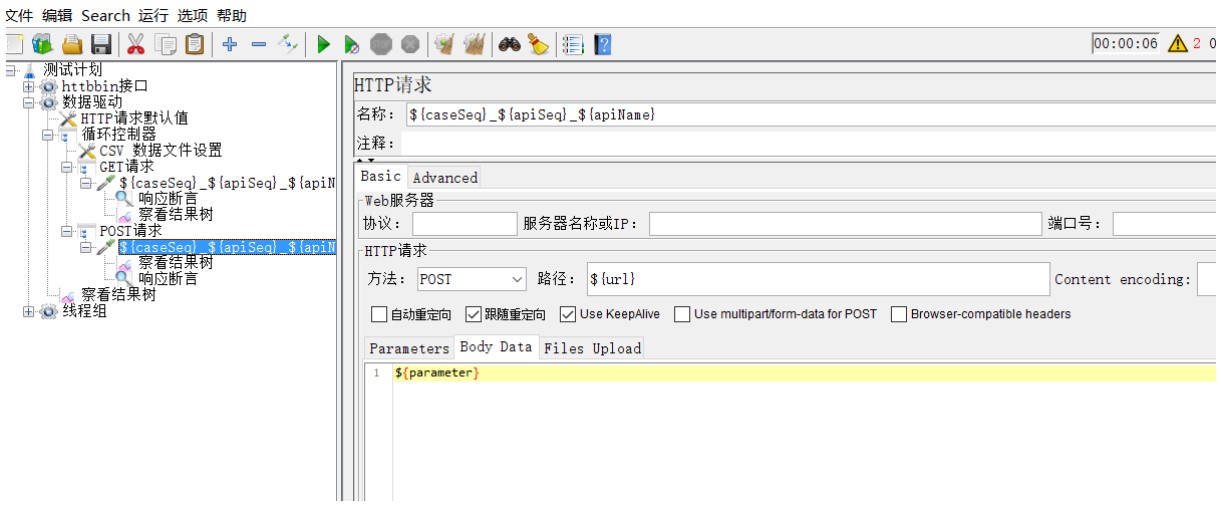 文件 编辑 Search 运行 选项 帮助
00:00:06 2 0
测试计划
httbbin接口
数据驱动
HTTP请求默认值
循环控制器
CSV 数据文件设置
GET请求
${caseSeq}_${apiSeq}_${apiN
响应断言
察看结果树
POST请求
${caseSeq}_${apiSeq}_${apiN
察看结果树
响应断言
察看结果树
线程组
HTTP请求
名称： ${caseSeq}_${apiSeq}_${apiName}
注释：
Basic Advanced
Web服务器
协议： 服务器名称或IP： 端口号：
HTTP请求
方法： POST 路径： ${url} Content encoding:
自动重定向 跟随重定向 Use KeepAlive Use multipart/form-data for POST Browser-compatible headers
Parameters Body Data Files Upload
1 ${parameter}